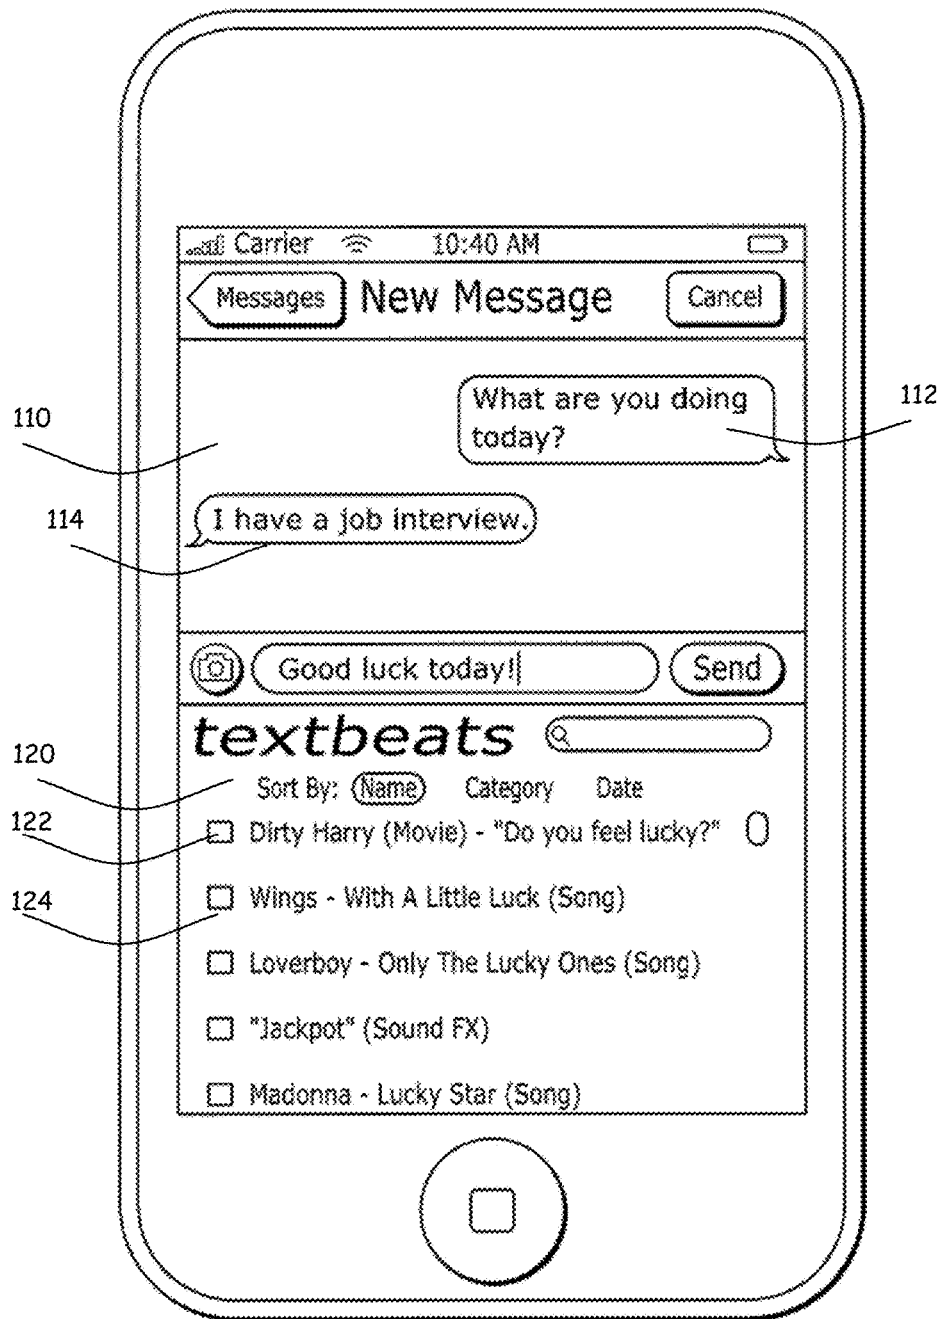 Carrier 10:40 AM
Messages New Message Cancel
What are you doing
today?
112
110
I have a job interview.
114
Good luck today! Send
textbeats
120
Sort By: Name Category Date
122
Dirty Harry (Movie) - "Do you feel lucky?"
Wings - With A Little Luck (Song)
124
Loverboy - Only The Lucky Ones (Song)
"Jackpot" (Sound FX)
Madonna - Lucky Star (Song)